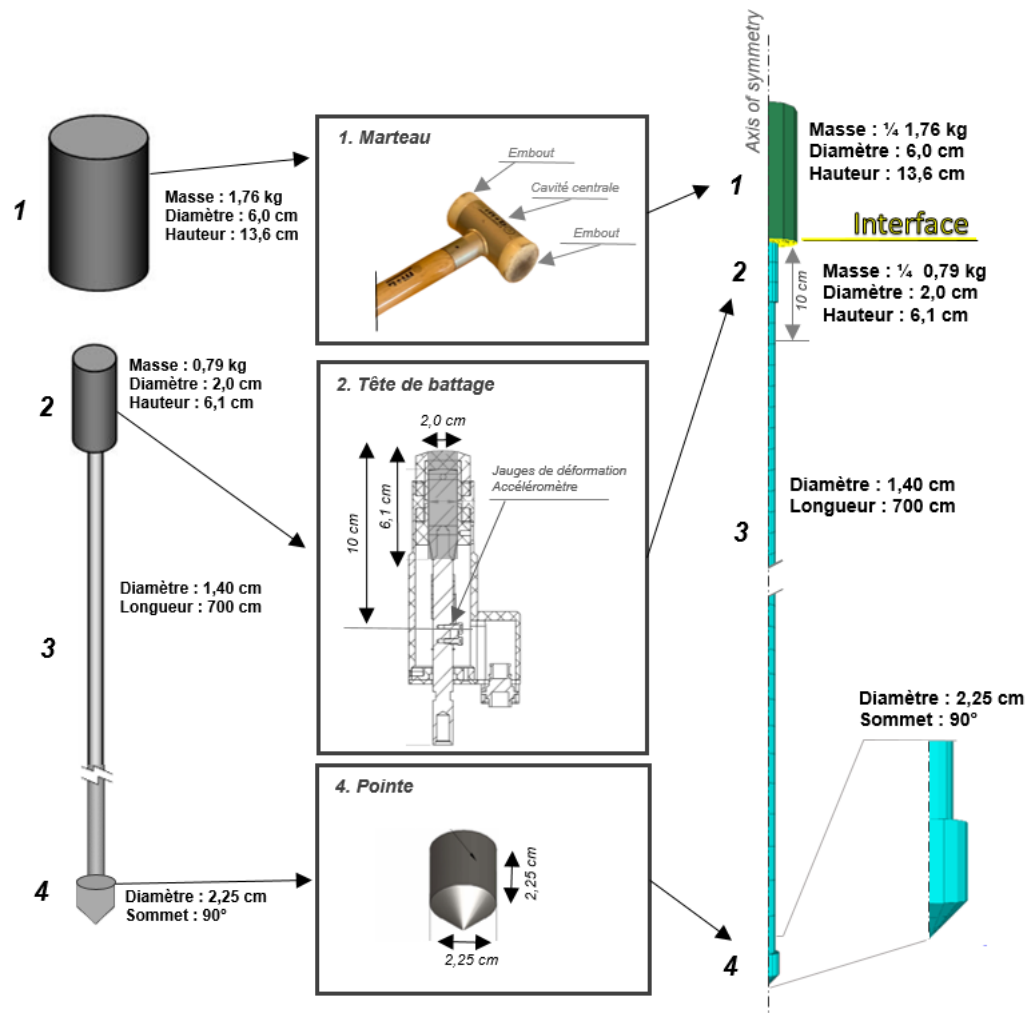 1
Masse : 1,76 kg
Diamètre : 6,0 cm
Hauteur : 13,6 cm
2
Masse : 0,79 kg
Diamètre : 2,0 cm
Hauteur : 6,1 cm
3
Diamètre : 1,40 cm
Longueur : 700 cm
4
Diamètre : 2,25 cm
Sommet : 90°
1. Marteau
Embout
Cavité centrale
Embout
2. Tête de battage
2,0 cm
Jauges de déformation
Accéléromètre
10 cm
6,1 cm
4. Pointe
2,25 cm
2,25 cm
Axis of symmetry
1
Masse : ¼ 1,76 kg
Diamètre : 6,0 cm
Hauteur : 13,6 cm
Interface
2
10 cm
Masse : ¼ 0,79 kg
Diamètre : 2,0 cm
Hauteur : 6,1 cm
3
Diamètre : 1,40 cm
Longueur : 700 cm
Diamètre : 2,25 cm
Sommet : 90°
4